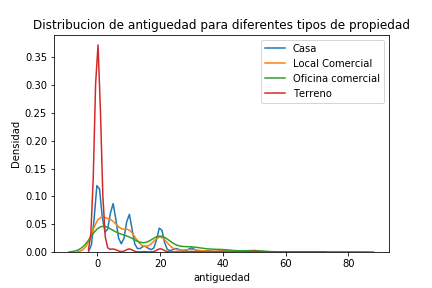 Distribucion de antiguedad para diferentes tipos de propiedad
Casa
Local Comercial
Oficina comercial
Terreno
Densidad
0.35
0.30
0.25
0.20
0.15
0.10
0.05
0.00
0 20 40 60 80
antiguedad